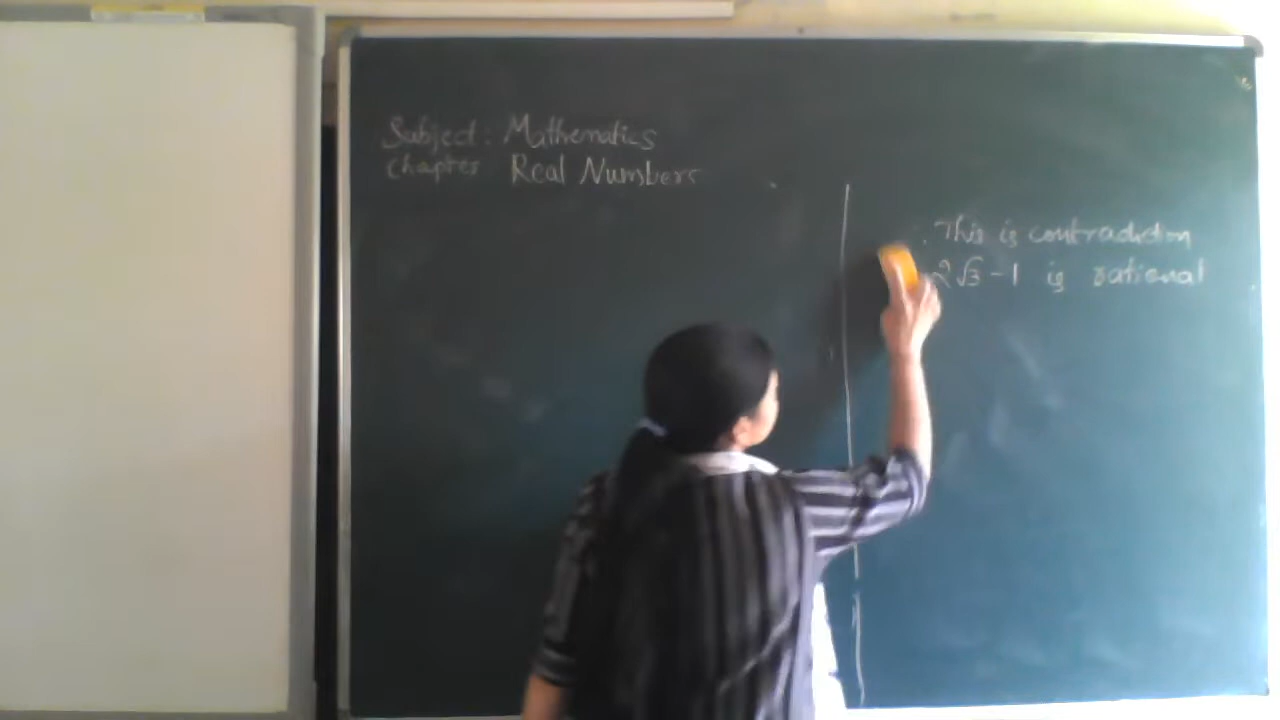 Subject: Mathematics
Chapter Real Numbers
∴ This is contradiction
2√3 - 1 is rational